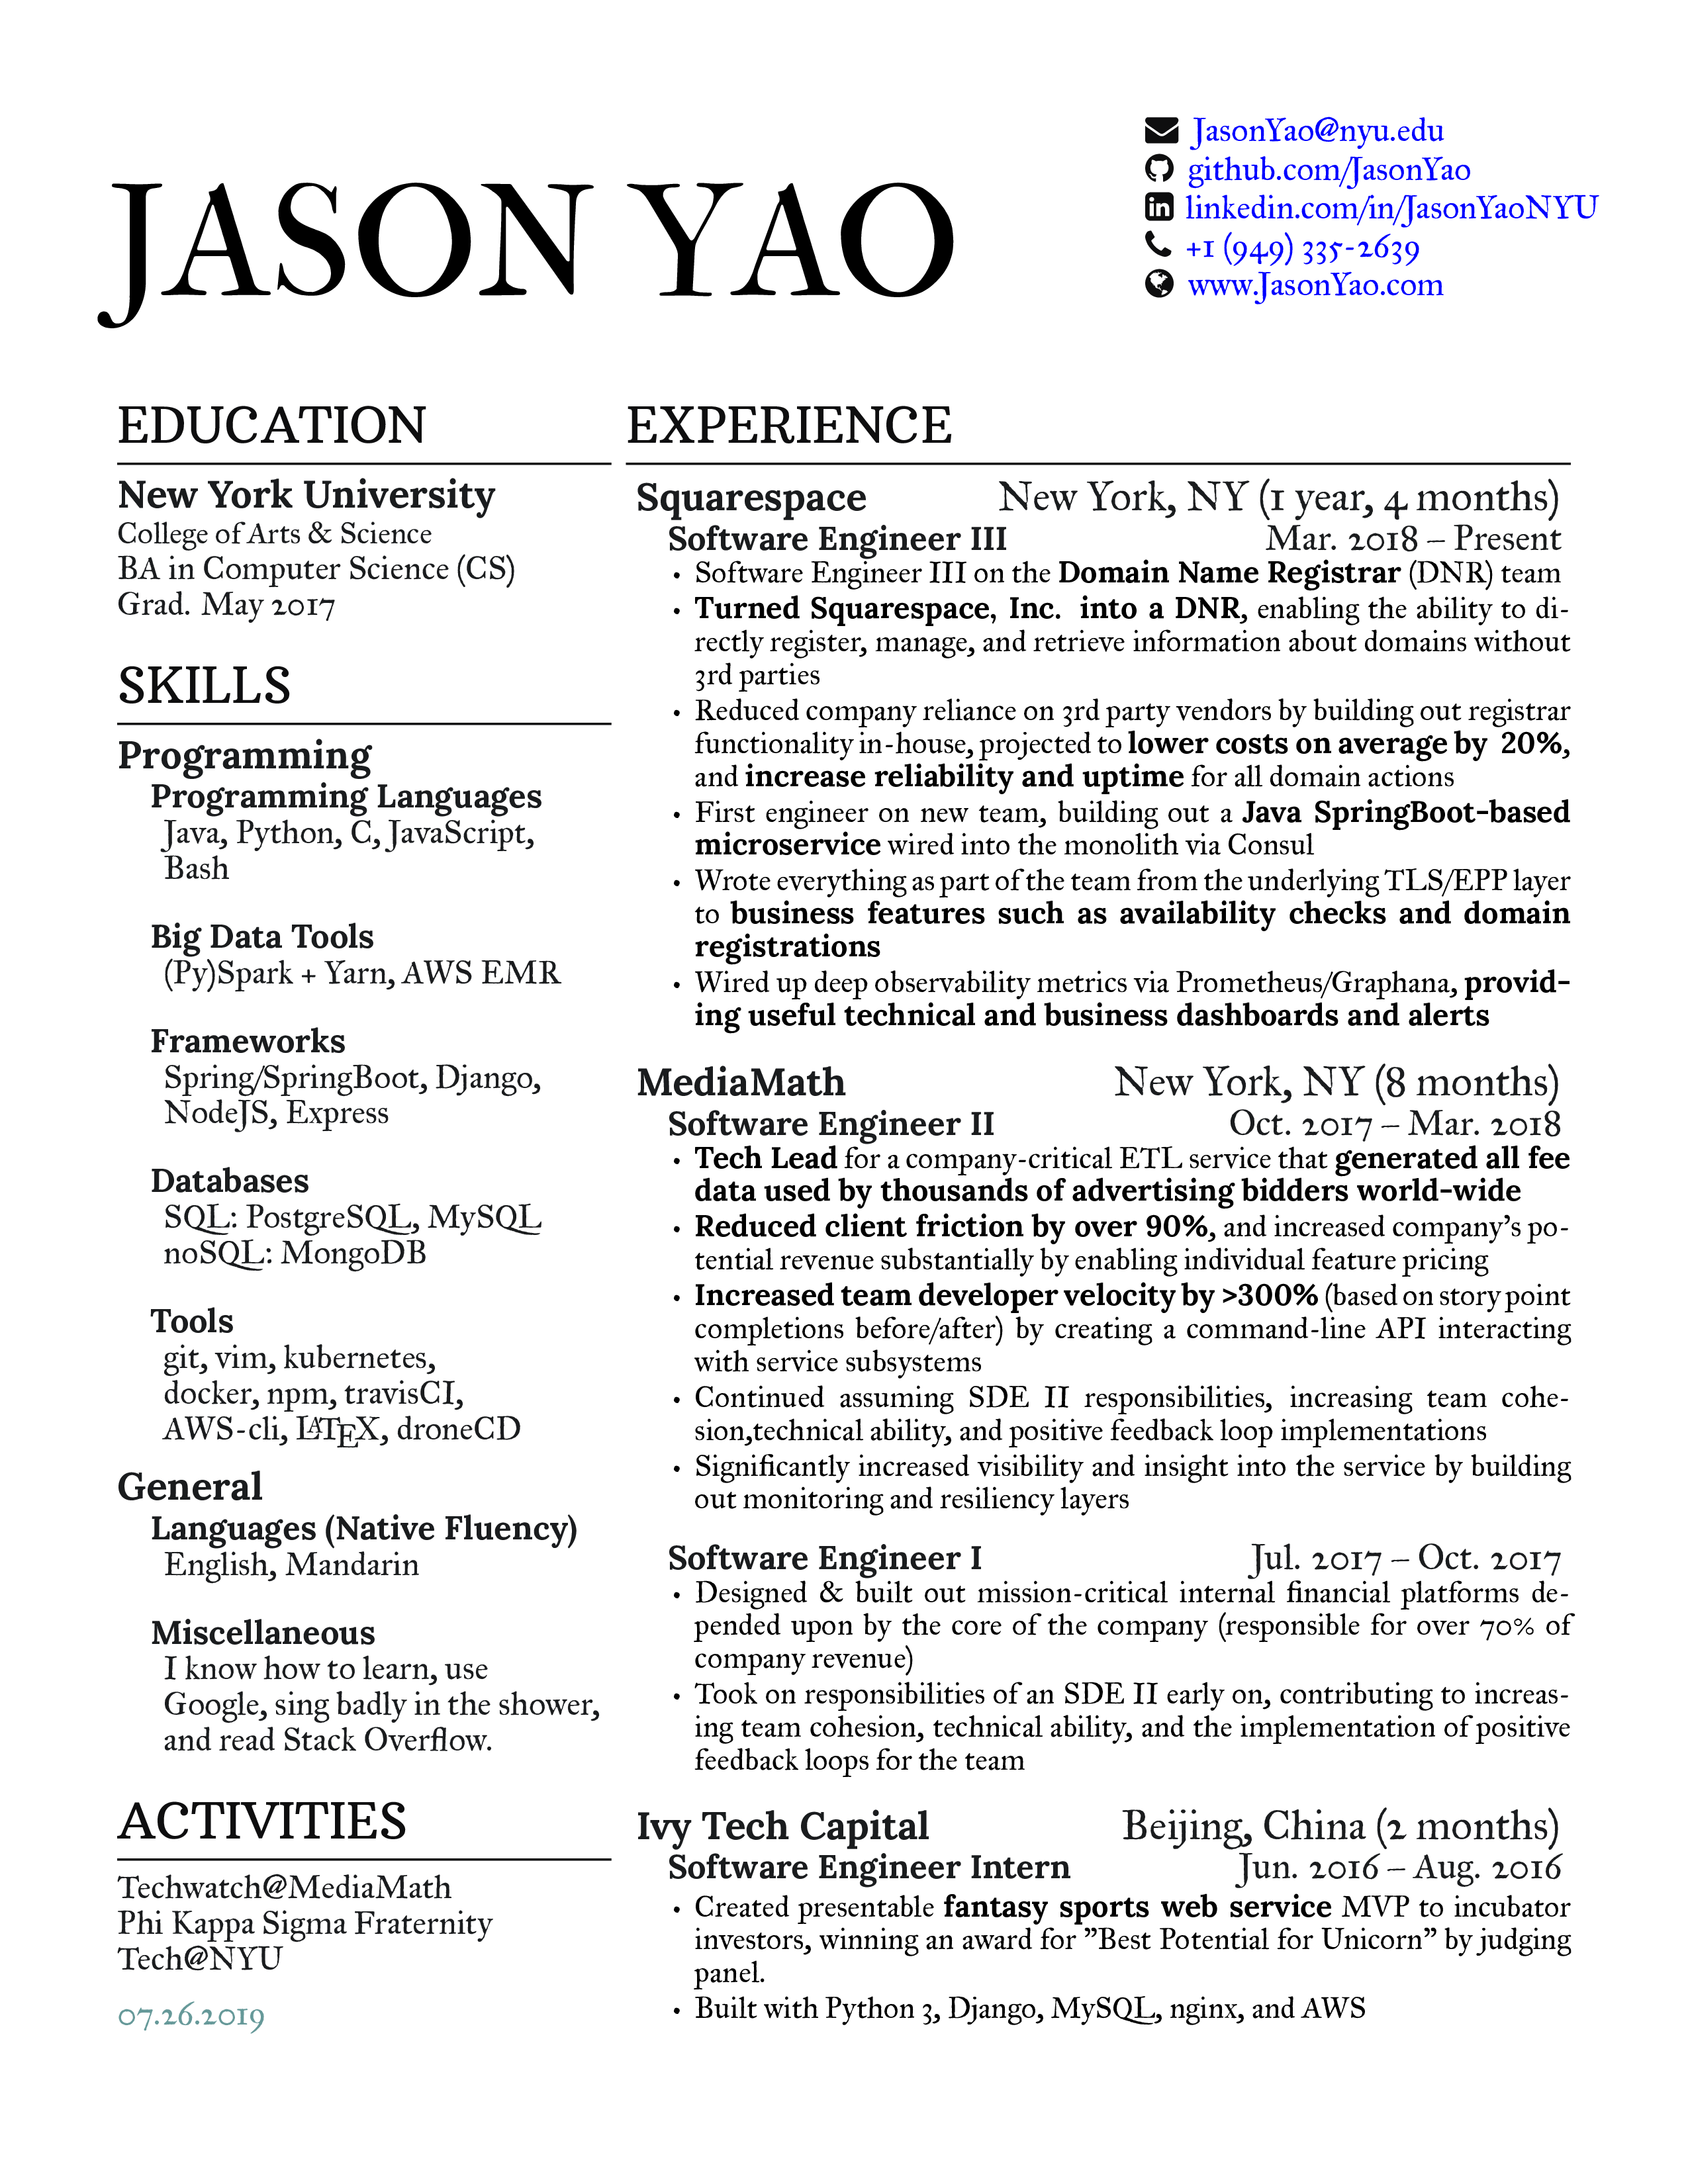 JASON YAO
JasonYao@nyu.edu
github.com/JasonYao
linkedin.com/in/JasonYaoNYU
+1 (949) 335-2639
www.JasonYao.com
EDUCATION
New York University
College of Arts & Science
BA in Computer Science (CS)
Grad. May 2017
SKILLS
Programming
Programming Languages
Java, Python, C, JavaScript,
Bash
Big Data Tools
(Py)Spark + Yarn, AWS EMR
Frameworks
Spring/SpringBoot, Django,
NodeJS, Express
Databases
SQL: PostgreSQL, MySQL
noSQL: MongoDB
Tools
git, vim, kubernetes,
docker, npm, travisCI,
AWS-cli, LATEX, droneCD
General
Languages (Native Fluency)
English, Mandarin
Miscellaneous
I know how to learn, use
Google, sing badly in the shower,
and read Stack Overflow.
ACTIVITIES
Techwatch@MediaMath
Phi Kappa Sigma Fraternity
Tech@NYU
07.26.2019
EXPERIENCE
Squarespace New York, NY (1 year, 4 months)
Software Engineer III Mar. 2018 – Present
• Software Engineer III on the Domain Name Registrar (DNR) team
• Turned Squarespace, Inc. into a DNR, enabling the ability to di-
rectly register, manage, and retrieve information about domains without
3rd parties
• Reduced company reliance on 3rd party vendors by building out registrar
functionality in-house, projected to lower costs on average by 20%,
and increase reliability and uptime for all domain actions
• First engineer on new team, building out a Java SpringBoot-based
microservice wired into the monolith via Consul
• Wrote everything as part of the team from the underlying TLS/EPP layer
to business features such as availability checks and domain
registrations
• Wired up deep observability metrics via Prometheus/Graphana, provid-
ing useful technical and business dashboards and alerts
MediaMath New York, NY (8 months)
Software Engineer II Oct. 2017 – Mar. 2018
• Tech Lead for a company-critical ETL service that generated all fee
data used by thousands of advertising bidders world-wide
• Reduced client friction by over 90%, and increased company's po-
tential revenue substantially by enabling individual feature pricing
• Increased team developer velocity by >300% (based on story point
completions before/after) by creating a command-line API interacting
with service subsystems
• Continued assuming SDE II responsibilities, increasing team cohe-
sion,technical ability, and positive feedback loop implementations
• Significantly increased visibility and insight into the service by building
out monitoring and resiliency layers
Software Engineer I Jul. 2017 – Oct. 2017
• Designed & built out mission-critical internal financial platforms de-
pended upon by the core of the company (responsible for over 70% of
company revenue)
• Took on responsibilities of an SDE II early on, contributing to increas-
ing team cohesion, technical ability, and the implementation of positive
feedback loops for the team
Ivy Tech Capital Beijing, China (2 months)
Software Engineer Intern Jun. 2016 – Aug. 2016
• Created presentable fantasy sports web service MVP to incubator
investors, winning an award for ”Best Potential for Unicorn” by judging
panel.
• Built with Python 3, Django, MySQL, nginx, and AWS